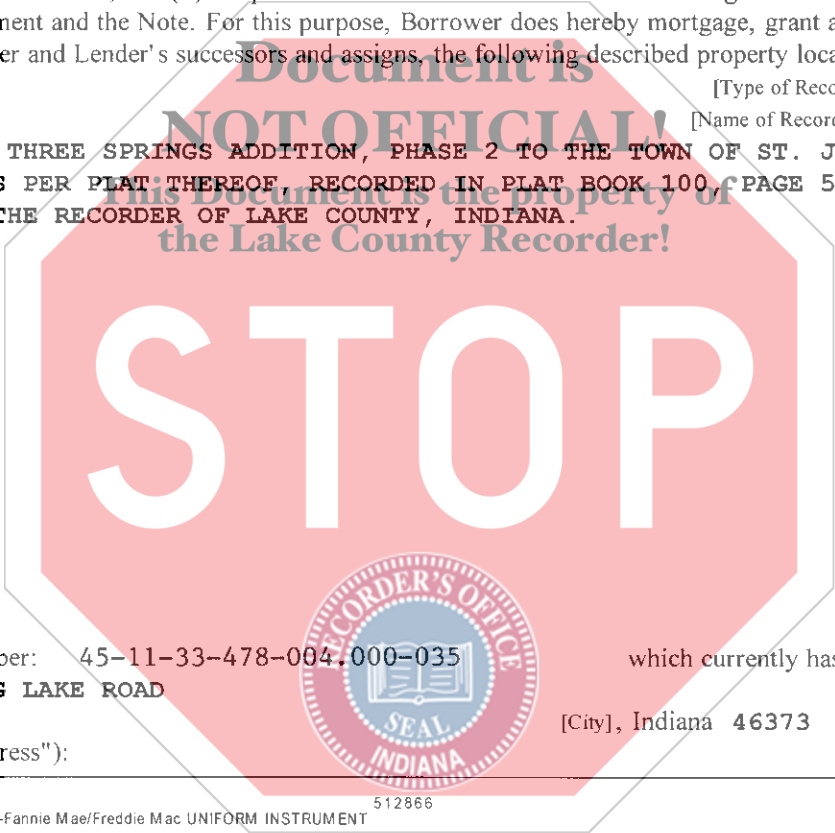 ment and the Note. For this purpose, Borrower does hereby mortgage, grant a
er and Lender's successors and assigns, the following described property loca
Document is
[Type of Reco
NOT OFFICIAL!
[Name of Record
THREE SPRINGS ADDITION, PHASE 2 TO THE TOWN OF ST. J
S PER PLAT THEREOF, RECORDED IN PLAT BOOK 100, PAGE 5
This Document is the property of
THE RECORDER OF LAKE COUNTY, INDIANA.
the Lake County Recorder!
STOP
RECORDER'S OFFICE
ber: 45-11-33-478-004.000-035 which currently has
G LAKE ROAD
SEAL
[City], Indiana 46373
INDIANA
ress"):
512866
-Fannie Mae/Freddie Mac UNIFORM INSTRUMENT